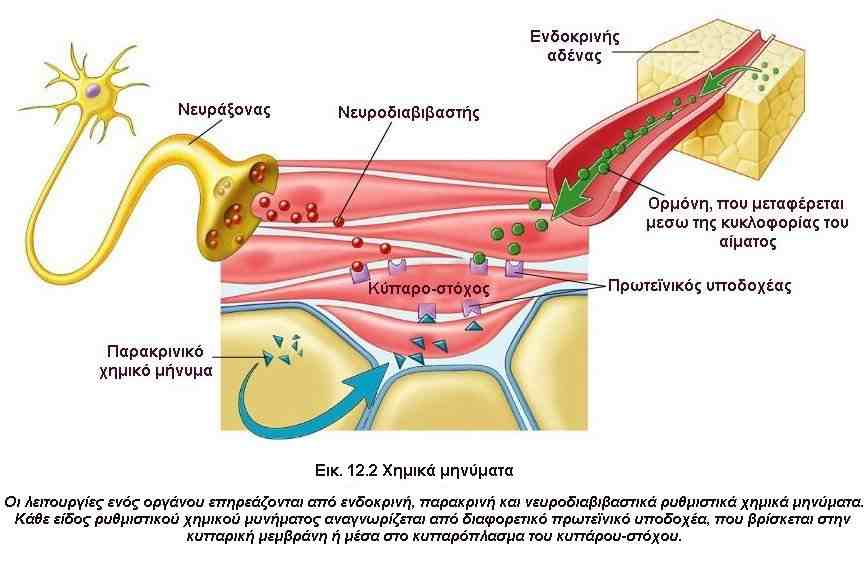 Ενδοκρινής
αδένας
Νευράξονας
Νευροδιαβιβαστής
Ορμόνη, που μεταφέρεται
μεσω της κυκλοφορίας του
αίματος
Κύτταρο-στόχος
Πρωτεϊνικός υποδοχέας
Παρακρινικό
χημικό μήνυμα
Εικ. 12.2 Χημικά μηνύματα
Οι λειτουργίες ενός οργάνου επηρεάζονται από ενδοκρινή, παρακρινή και νευροδιαβιβαστικά ρυθμιστικά χημικά μηνύματα.
Κάθε είδος ρυθμιστικού χημικού μυνήματος αναγνωρίζεται από διαφορετικό πρωτεϊνικό υποδοχέα, που βρίσκεται στην
κυτταρική μεμβράνη ή μέσα στο κυτταρόπλασμα του κυττάρου-στόχου.